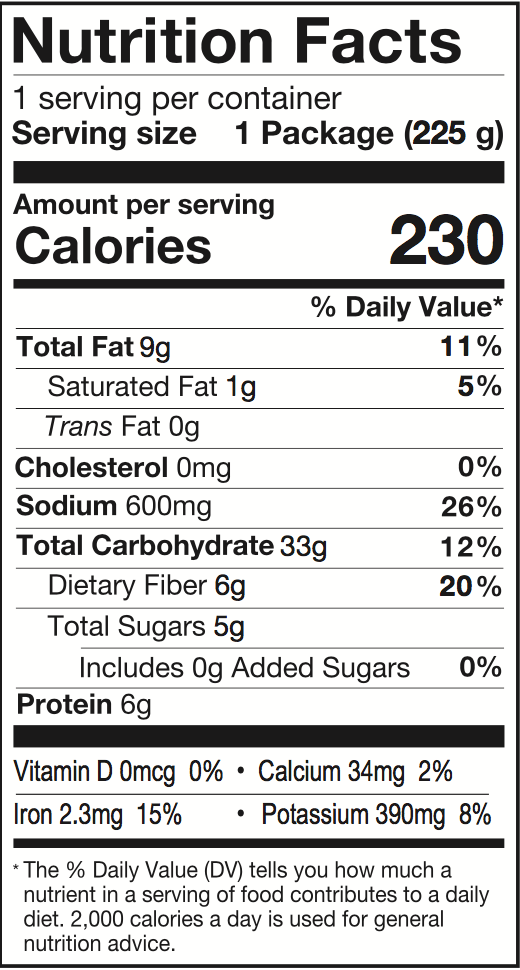 Nutrition Facts
1 serving per container
Serving size 1 Package (225 g)
Amount per serving
Calories 230
% Daily Value*
Total Fat 9g 11%
Saturated Fat 1g 5%
Trans Fat 0g
Cholesterol 0mg 0%
Sodium 600mg 26%
Total Carbohydrate 33g 12%
Dietary Fiber 6g 20%
Total Sugars 5g
Includes 0g Added Sugars 0%
Protein 6g
Vitamin D 0mcg 0% • Calcium 34mg 2%
Iron 2.3mg 15% • Potassium 390mg 8%
* The % Daily Value (DV) tells you how much a
nutrient in a serving of food contributes to a daily
diet. 2,000 calories a day is used for general
nutrition advice.